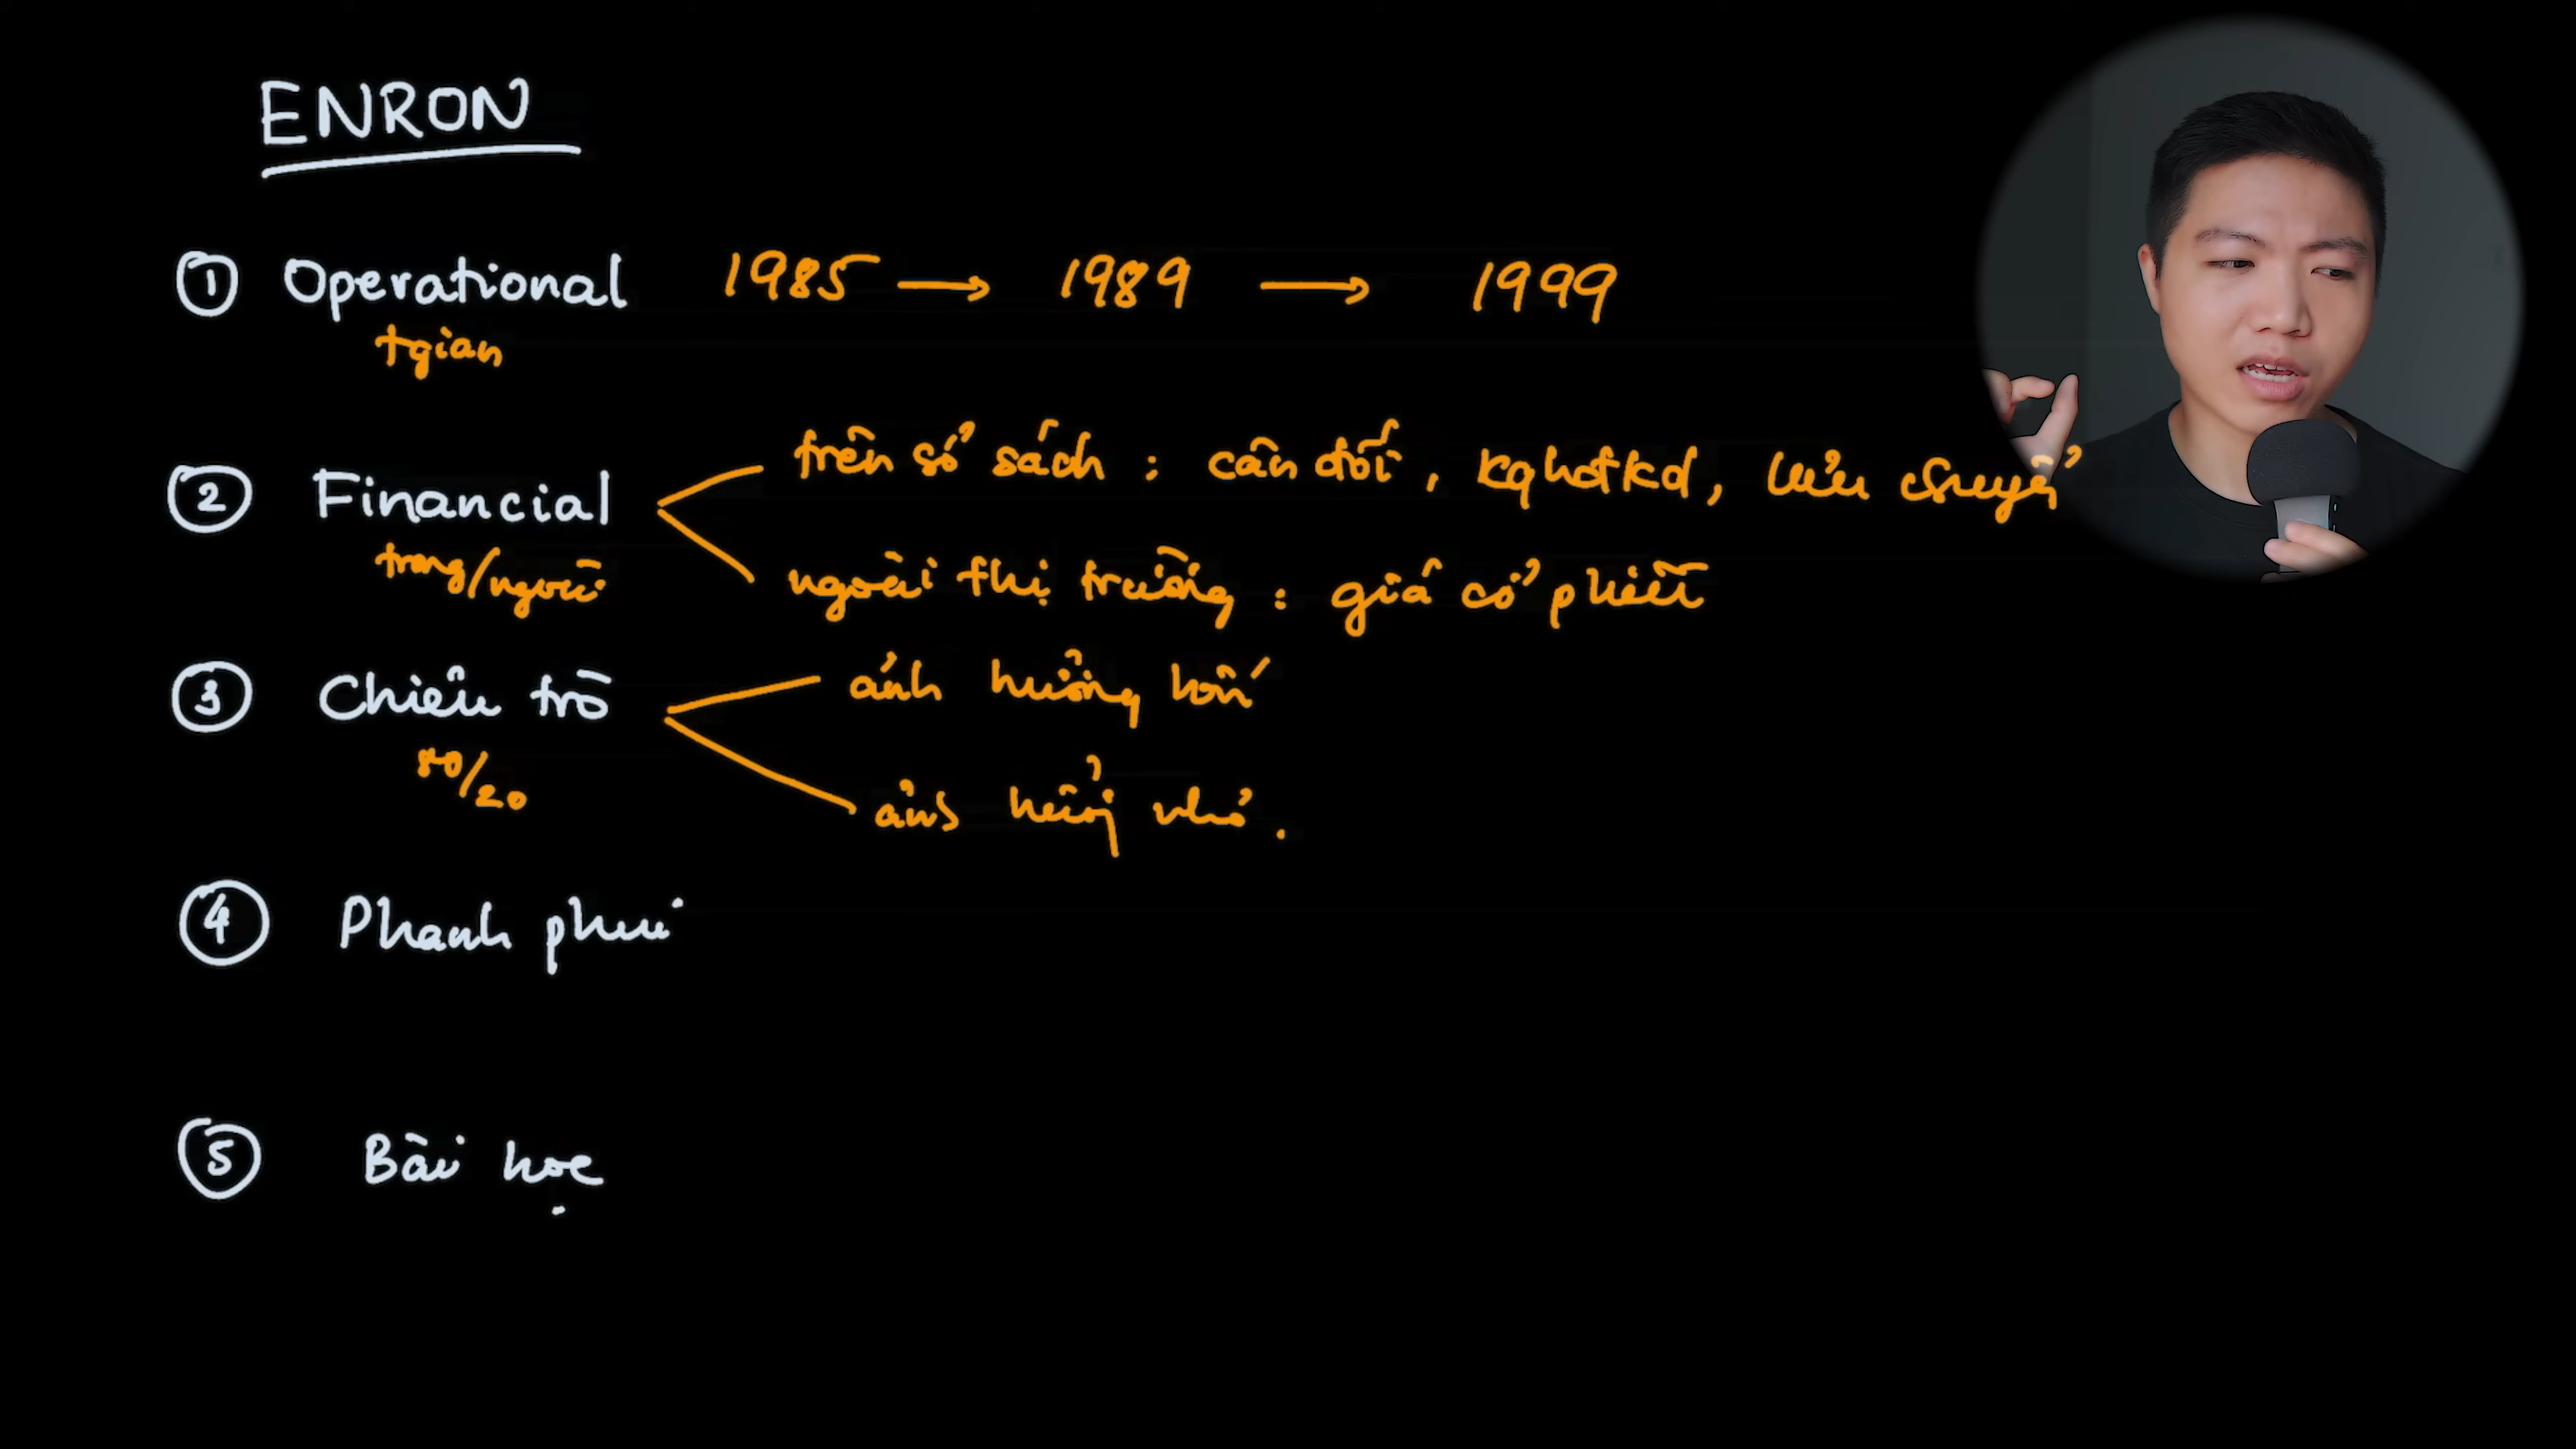 ENRON
① Operational 1985 → 1989 → 1999
tgian
② Financial
trên sổ sách : cân đối, kqhđkd, lưu chuyển
trong/ngoài
ngoài thị trường : giá cổ phiếu
③ Chiêu trò
ảnh hưởng lớn
80/20
ảnh hưởng nhỏ.
④ Phanh phui
⑤ Bài học